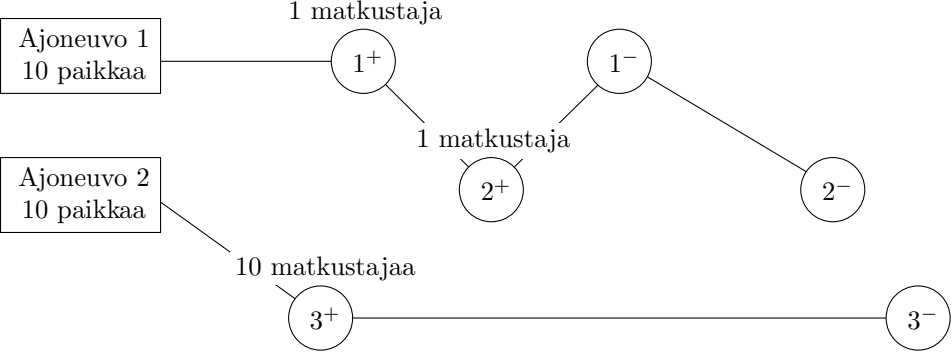 1 matkustaja
Ajoneuvo 1
10 paikkaa
1⁺
1⁻
1 matkustaja
Ajoneuvo 2
10 paikkaa
2⁺
2⁻
10 matkustajaa
3⁺
3⁻